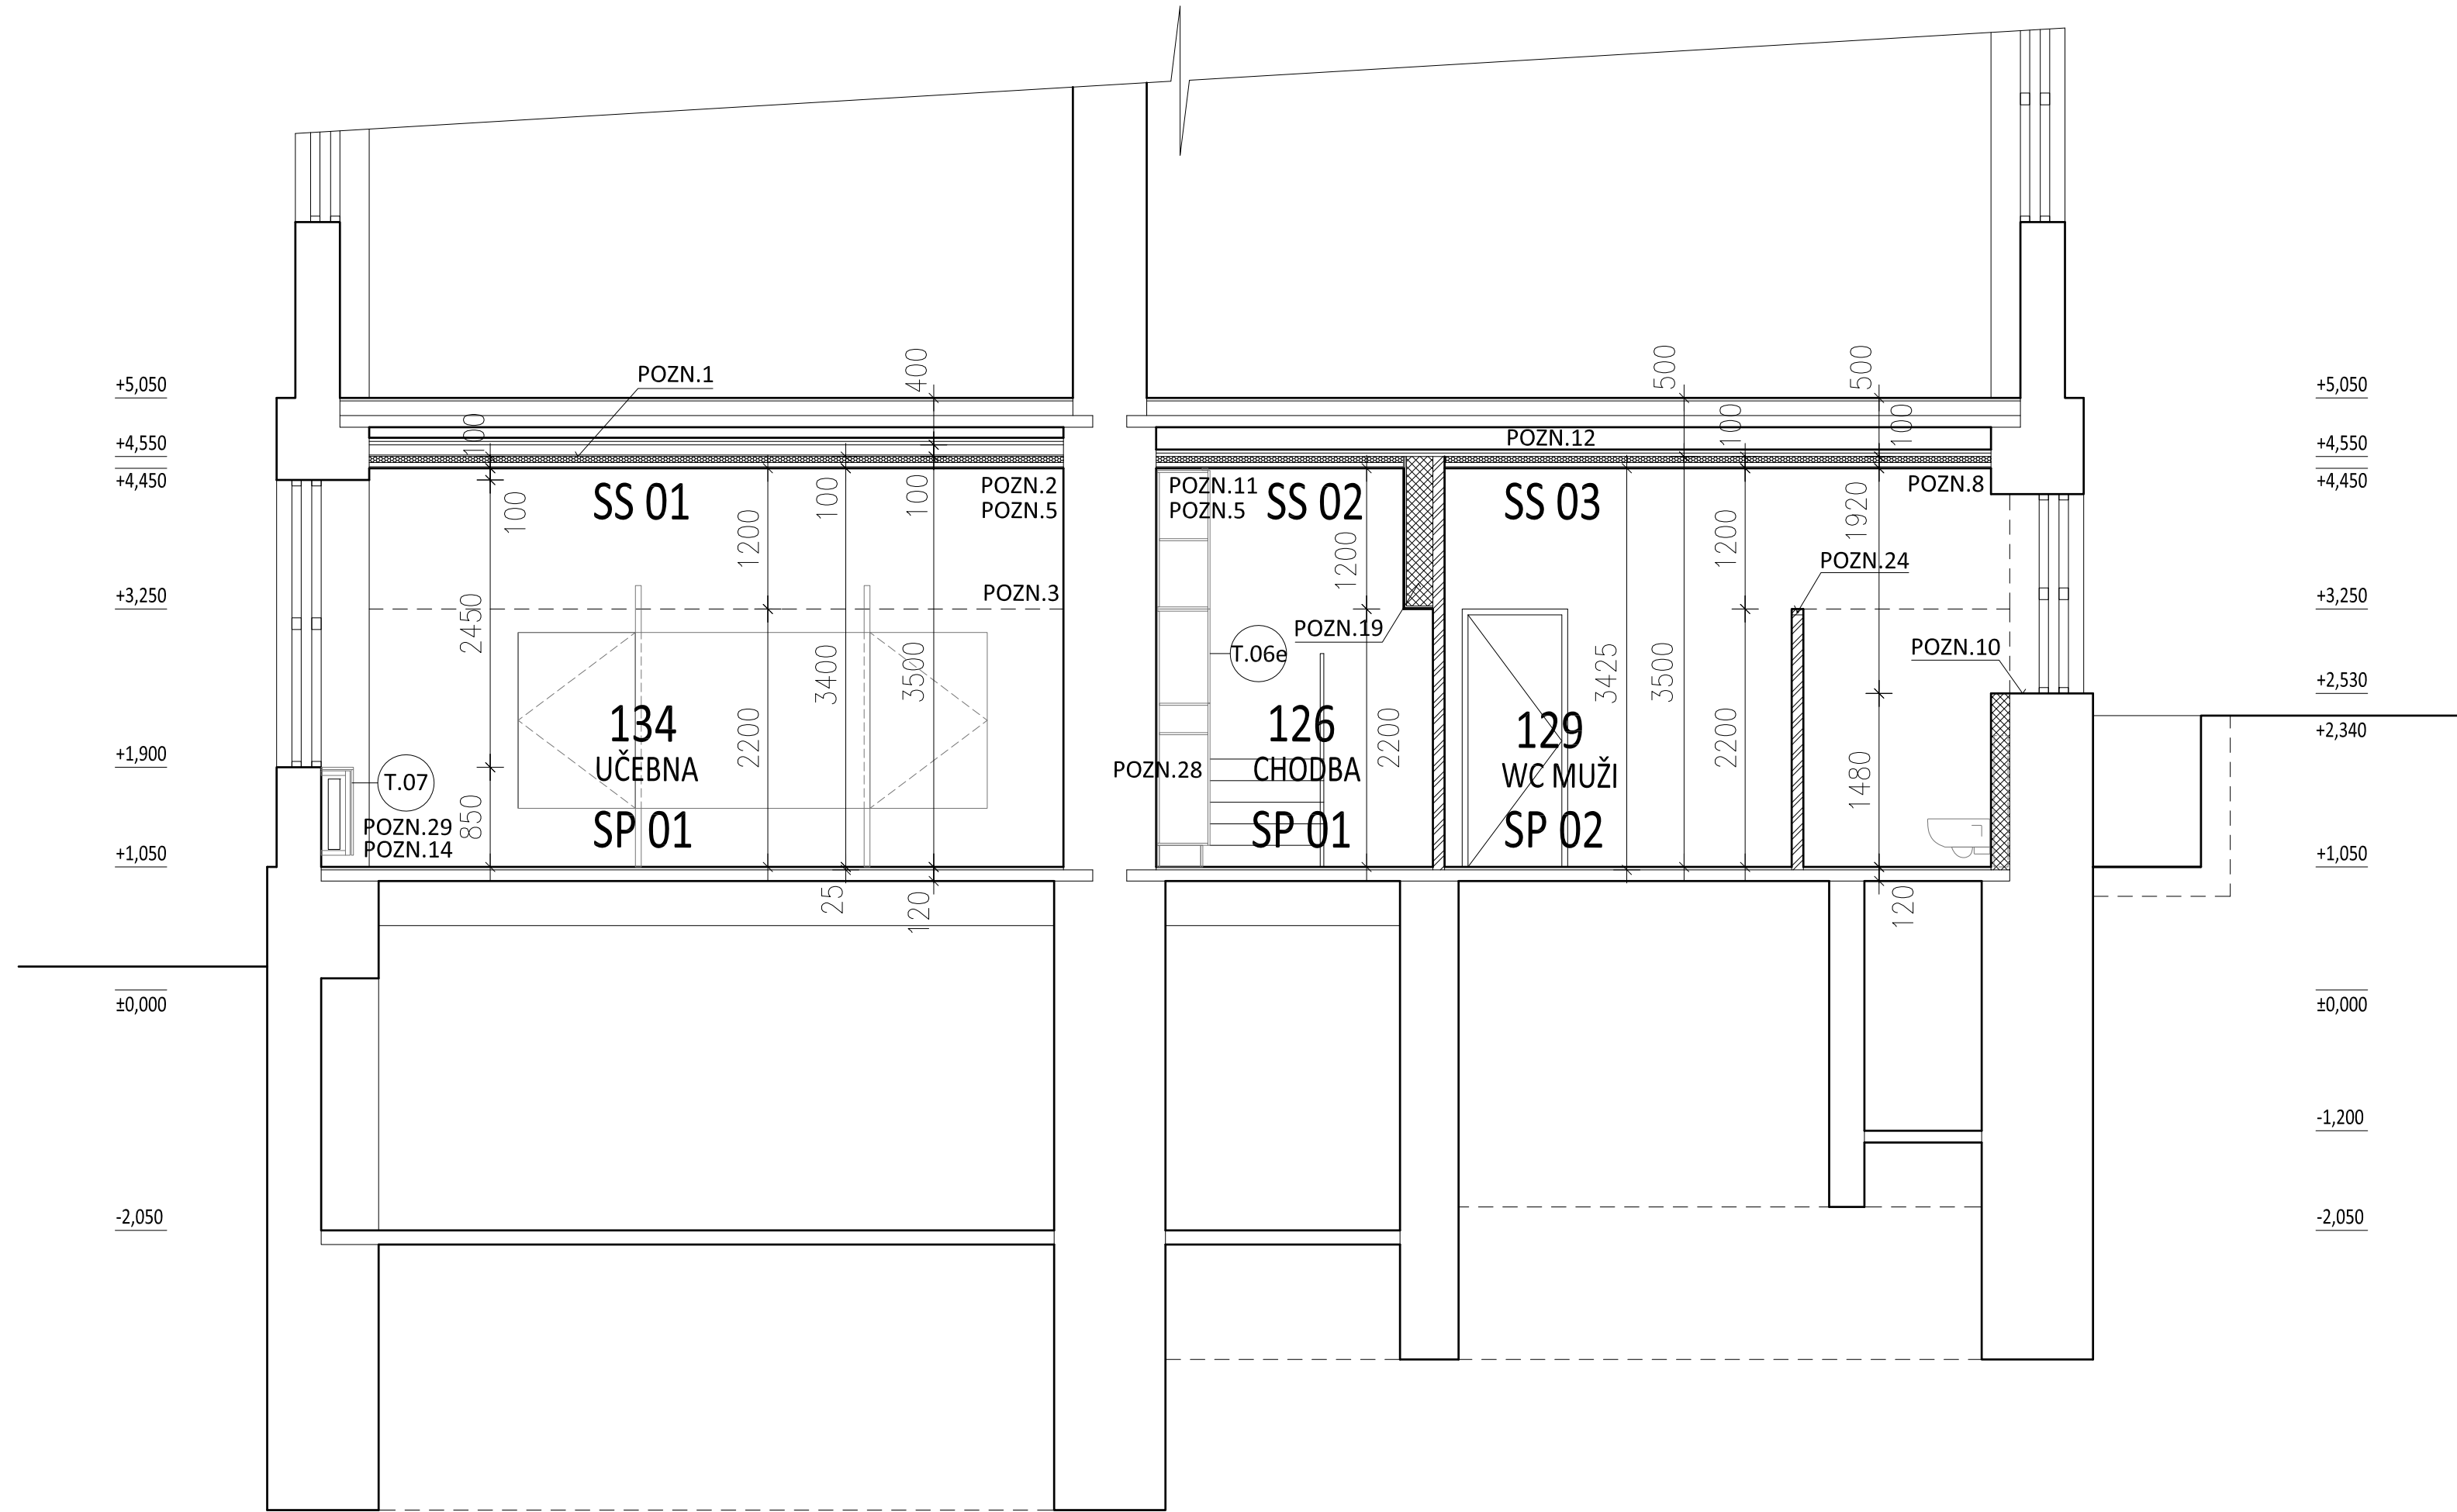 +5,050
+4,550
+4,450
+3,250
+1,900
+1,050
±0,000
-2,050
POZN.1
400
100
100
SS 01
1200
100
100
POZN.2
POZN.5
POZN.3
2450
3400
3500
134
UČEBNA
2200
T.07
850
POZN.29
POZN.14
SP 01
25
120
POZN.12
500
100
500
100
POZN.11
POZN.5
SS 02
1200
SS 03
1200
1920
POZN.8
POZN.24
POZN.19
T.06e
3425
3500
POZN.10
126
CHODBA
POZN.28
2200
129
WC MUŽI
2200
1480
SP 01
SP 02
120
+5,050
+4,550
+4,450
+3,250
+2,530
+2,340
+1,050
±0,000
-1,200
-2,050